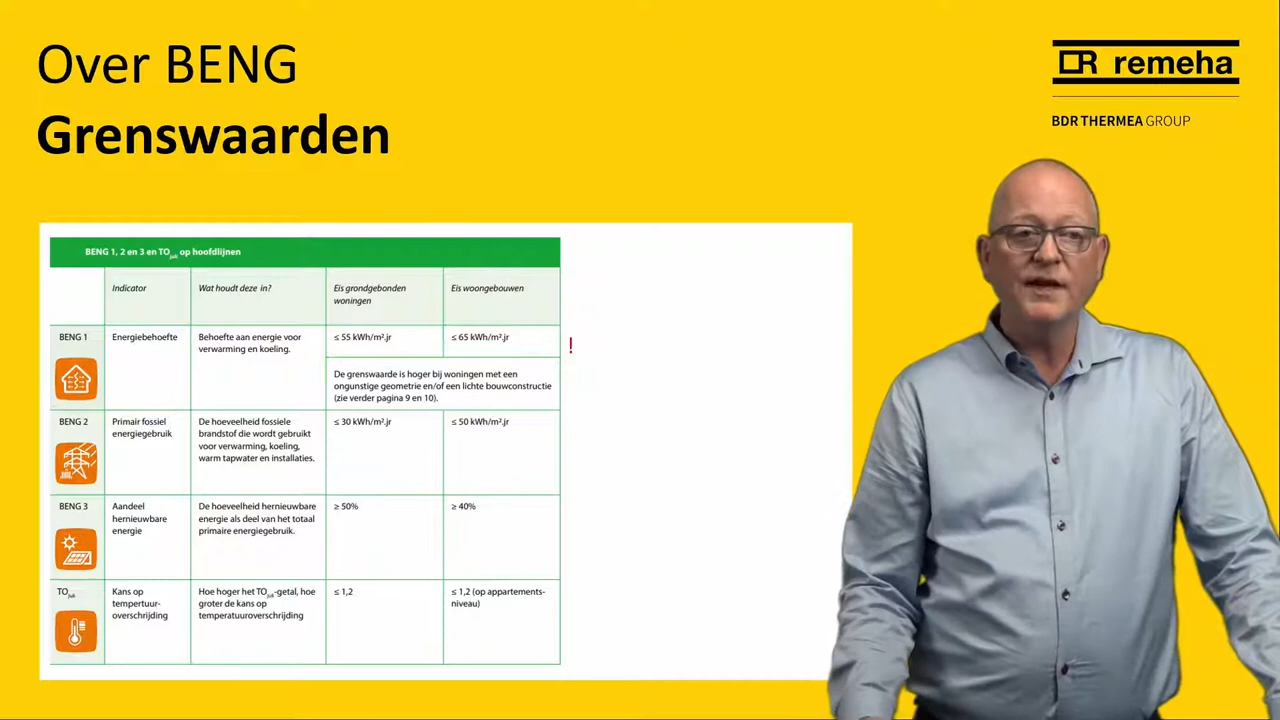 Over BENG
Grenswaarden
remeha
BDR THERMEA GROUP
BENG 1, 2 en 3 en TOjuli op hoofdlijnen
Indicator
Wat houdt deze in?
Eis grondgebonden
woningen
Eis woongebouwen
BENG 1
Energiebehoefte
Behoefte aan energie voor
verwarming en koeling.
≤ 55 kWh/m².jr
≤ 65 kWh/m².jr
!
De grenswaarde is hoger bij woningen met een
ongunstige geometrie en/of een lichte bouwconstructie
(zie verder pagina 9 en 10).
BENG 2
Primair fossiel
energiegebruik
De hoeveelheid fossiele
brandstof die wordt gebruikt
voor verwarming, koeling,
warm tapwater en installaties.
≤ 30 kWh/m².jr
≤ 50 kWh/m².jr
BENG 3
Aandeel
hernieuwbare
energie
De hoeveelheid hernieuwbare
energie als deel van het totaal
primaire energiegebruik.
≥ 50%
≥ 40%
TOjuli
Kans op
tempertuur-
overschrijding
Hoe hoger het TOjuli-getal, hoe
groter de kans op
temperatuuroverschrijding
≤ 1,2
≤ 1,2 (op appartements-
niveau)